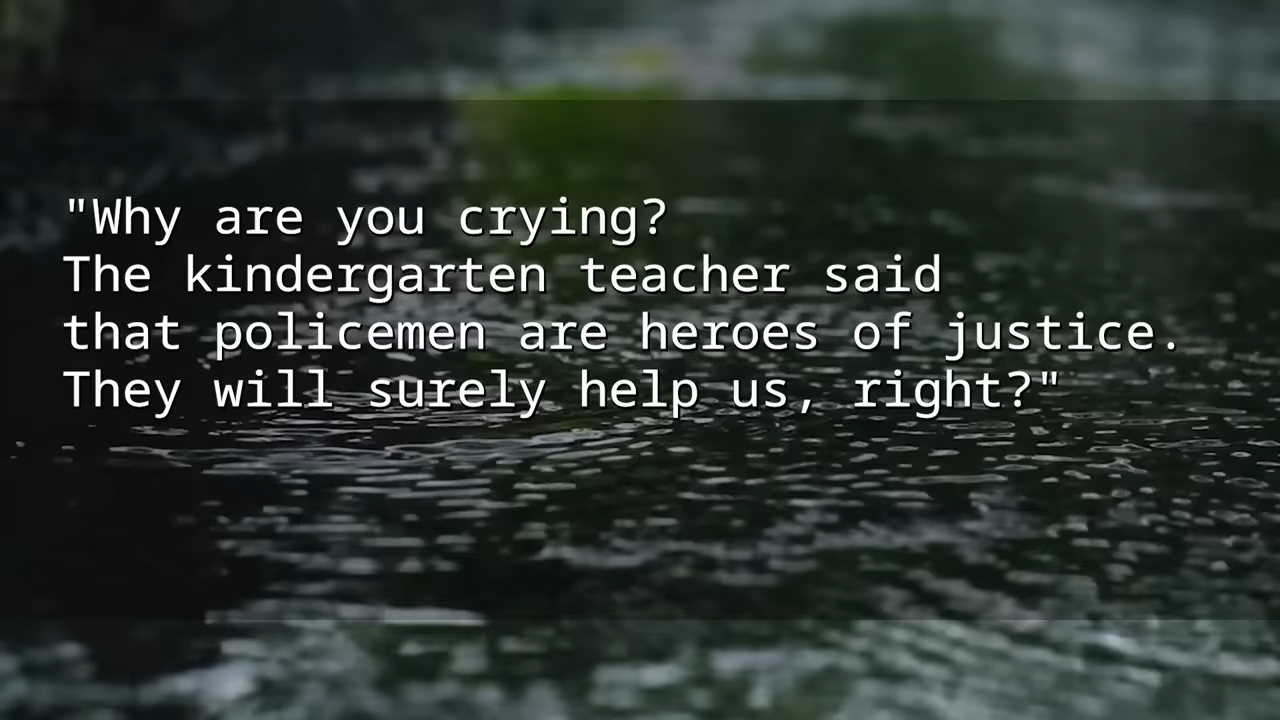 "Why are you crying?
The kindergarten teacher said
that policemen are heroes of justice.
They will surely help us, right?"